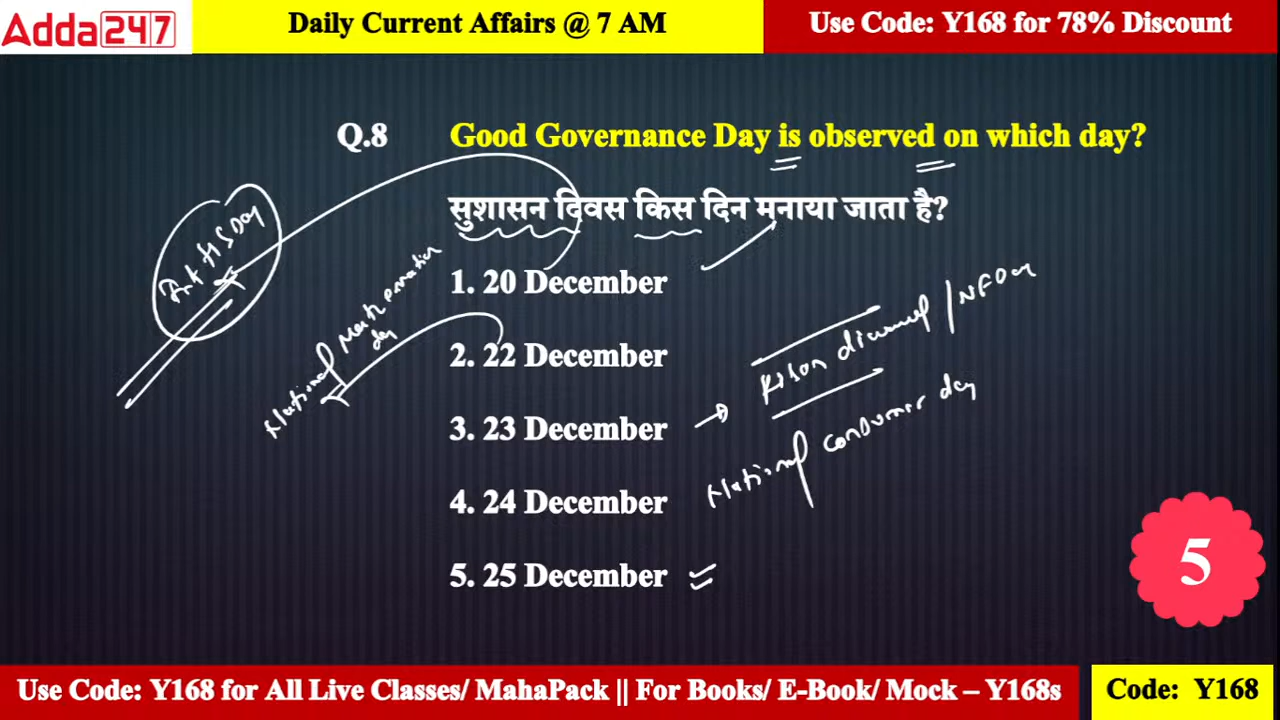 Adda247
Daily Current Affairs @ 7 AM
Use Code: Y168 for 78% Discount
Q.8 Good Governance Day is observed on which day?
सुशासन दिवस किस दिन मनाया जाता है?
1. 20 December
2. 22 December
National
day
3. 23 December
Kisan
National consumer day
4. 24 December
5. 25 December
5
Use Code: Y168 for All Live Classes/ MahaPack || For Books/ E-Book/ Mock – Y168s
Code: Y168